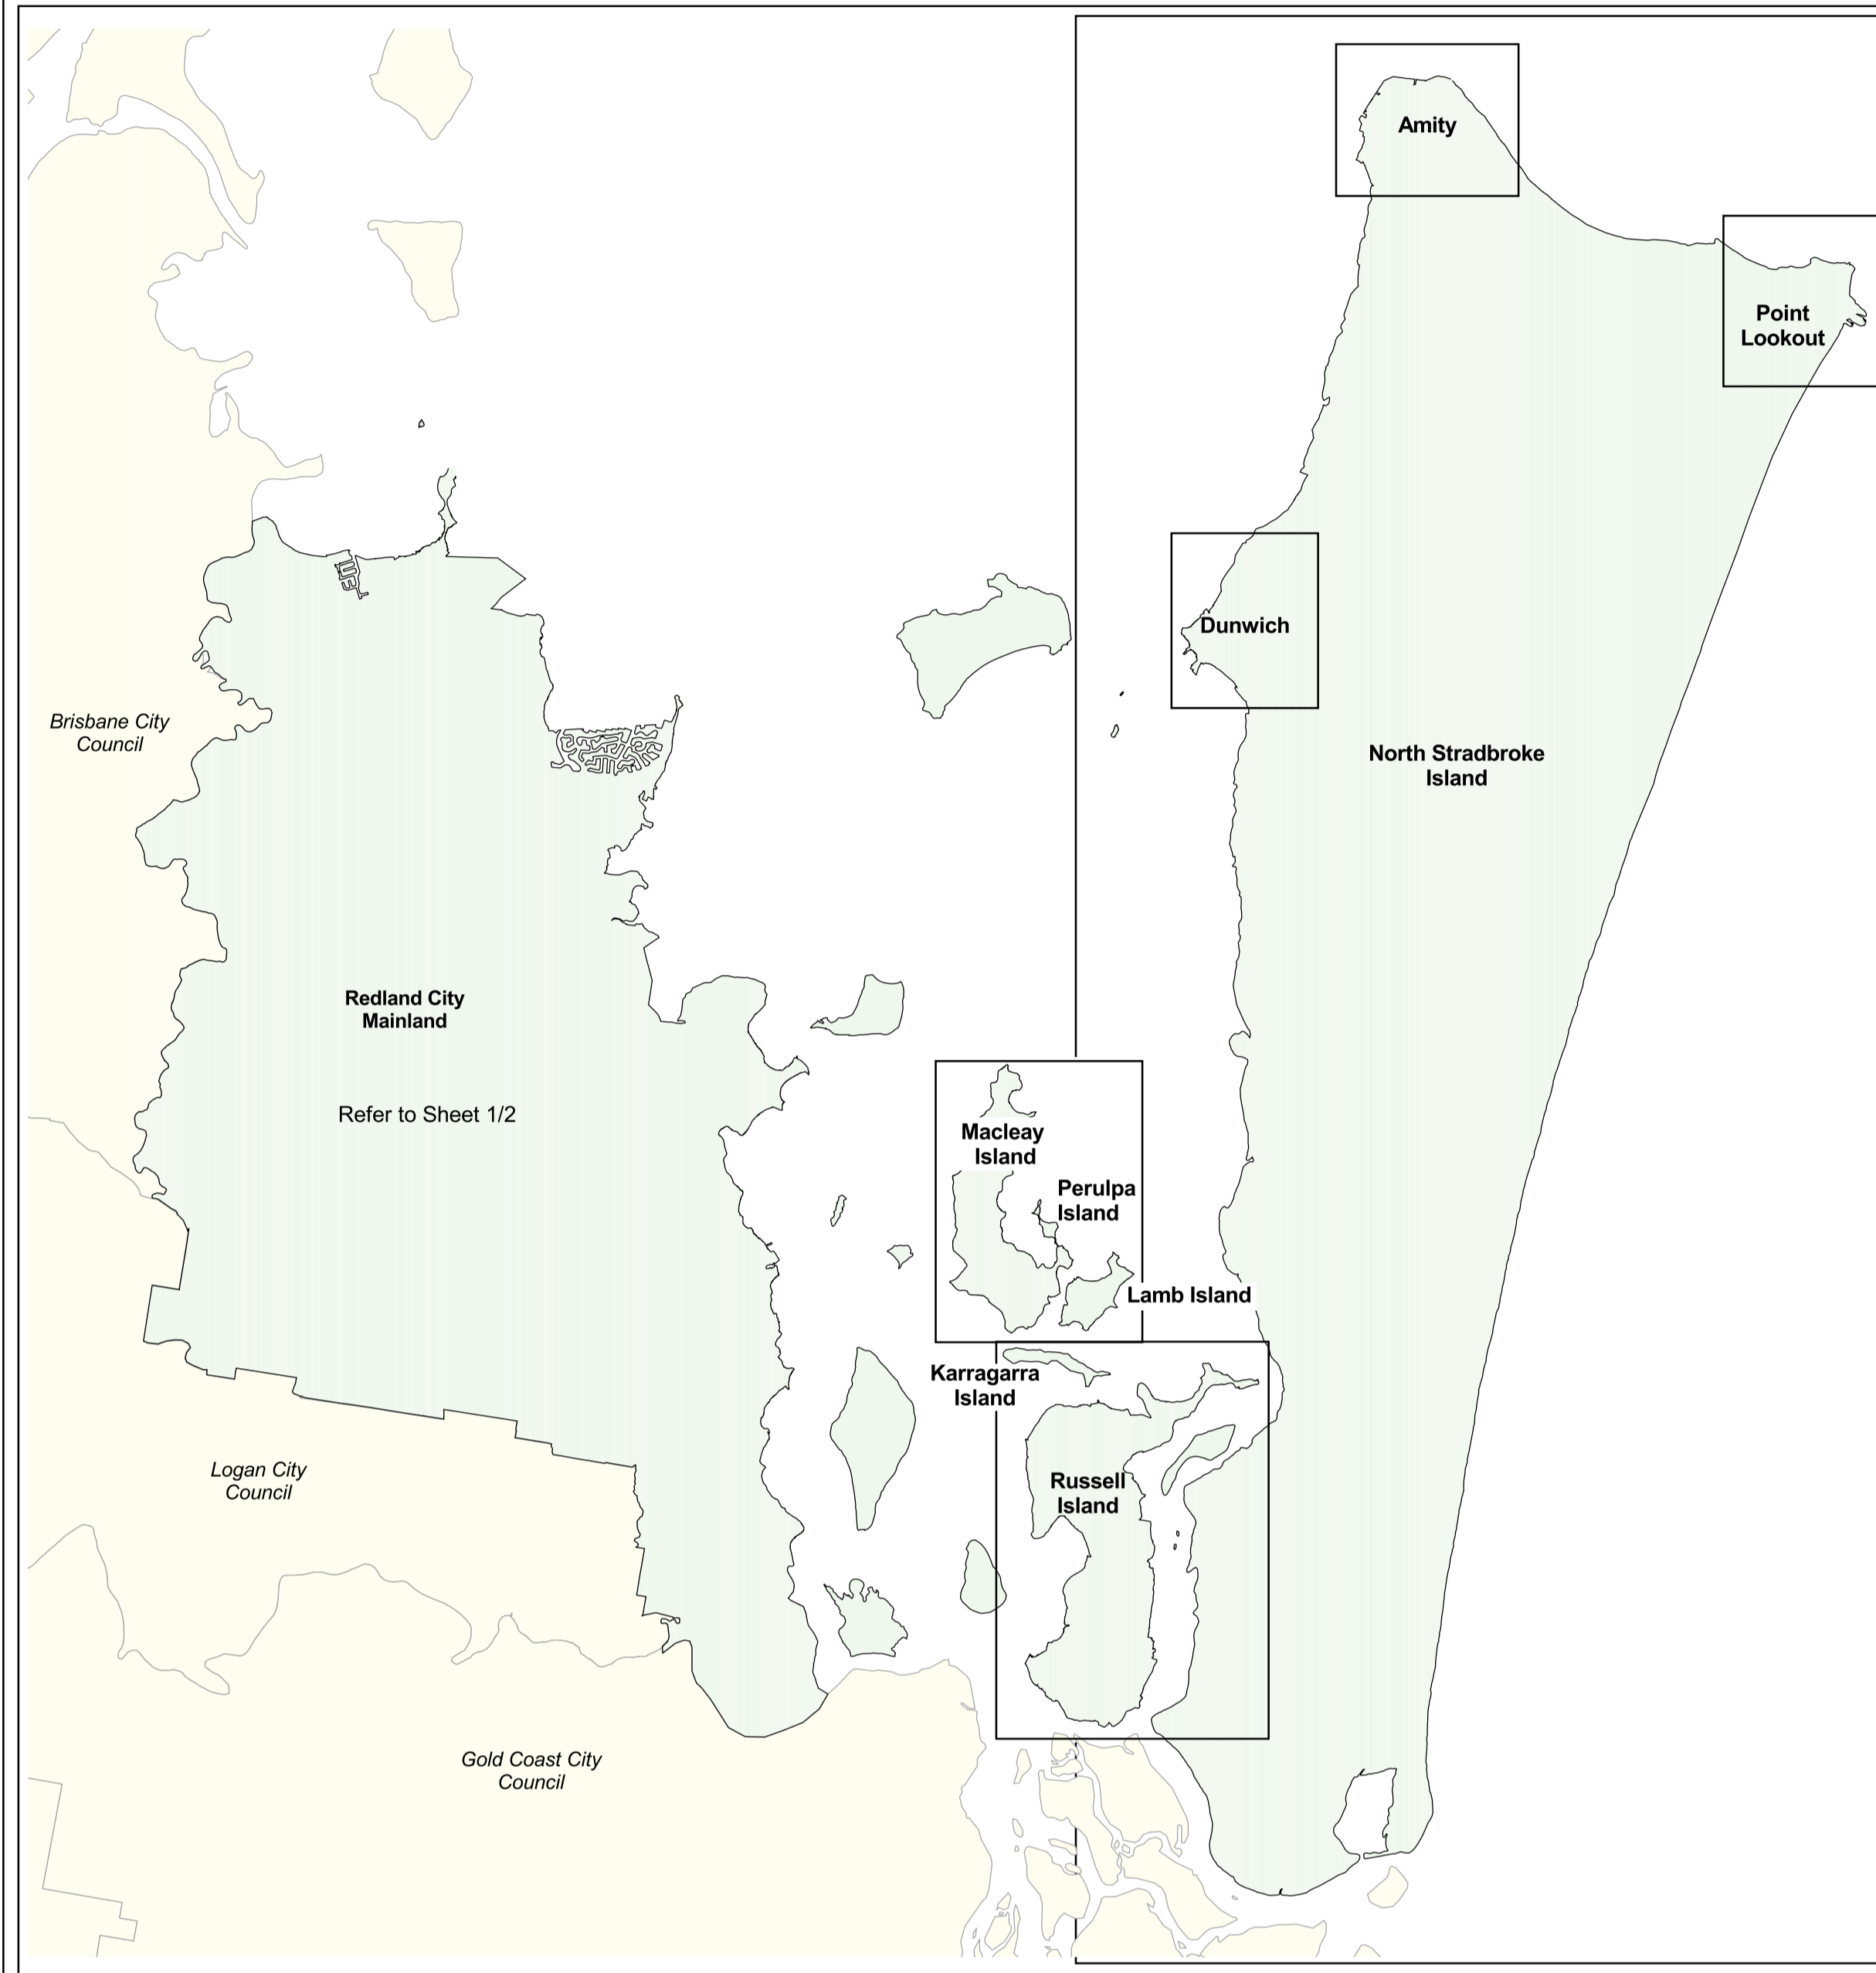 Amity
Point
Lookout
Dunwich
Brisbane City
Council
North Stradbroke
Island
Redland City
Mainland
Refer to Sheet 1/2
Macleay
Island
Perulpa
Island
Lamb Island
Karragarra
Island
Russell
Island
Logan City
Council
Gold Coast City
Council